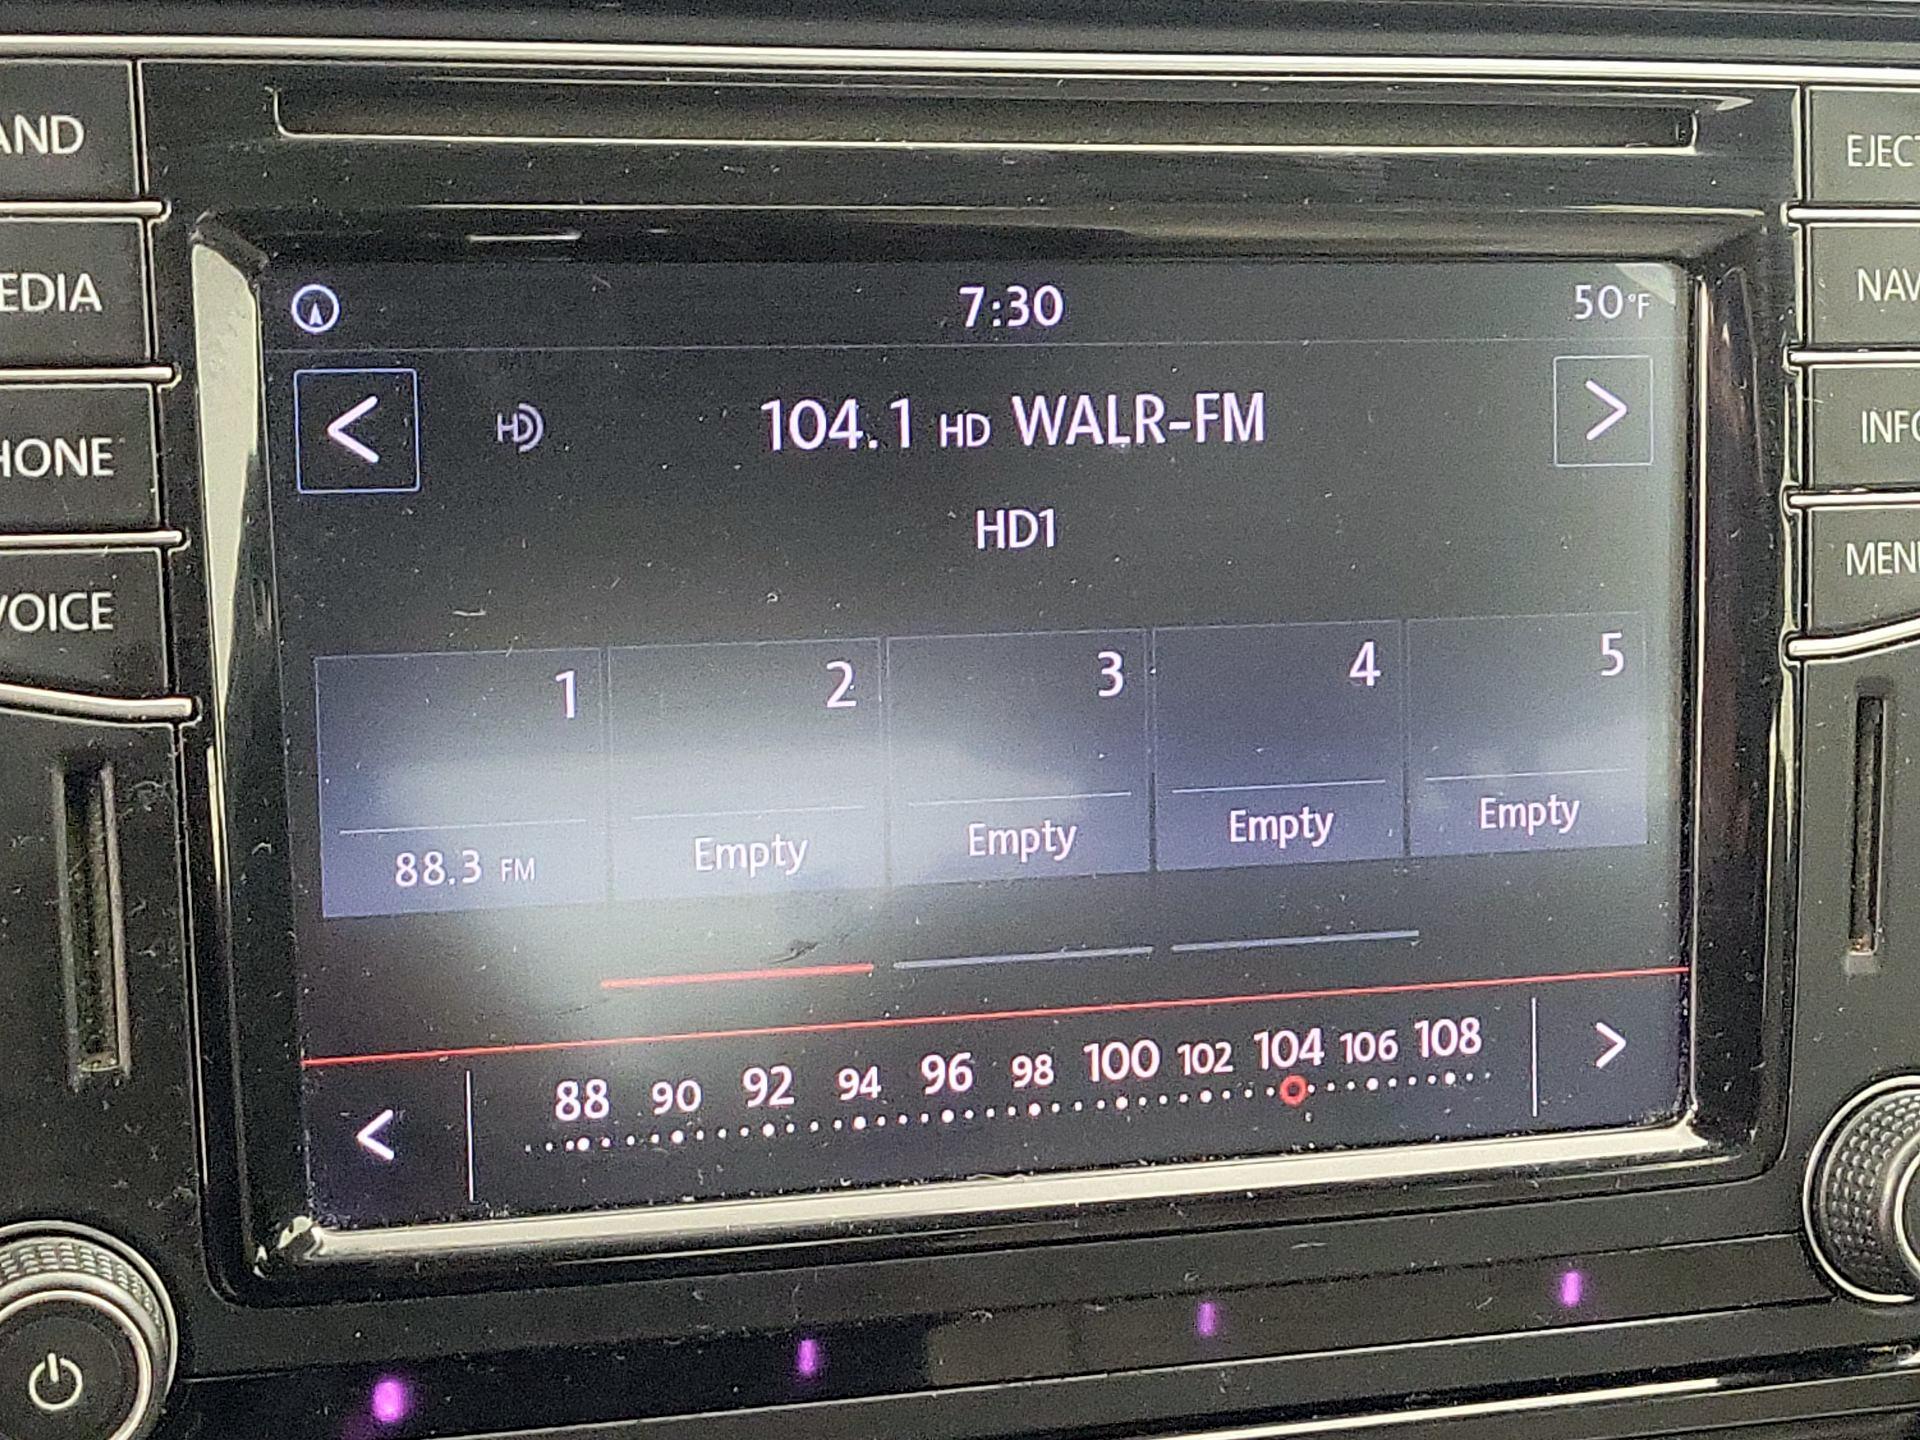 AND
EJECT
EDIA
7:30
50°F
NAV
104.1 HD WALR-FM
HD
HONE
INFO
HD1
VOICE
MENU
1 2 3 4 5
88.3 FM Empty Empty Empty Empty
88 90 92 94 96 98 100 102 104 106 108